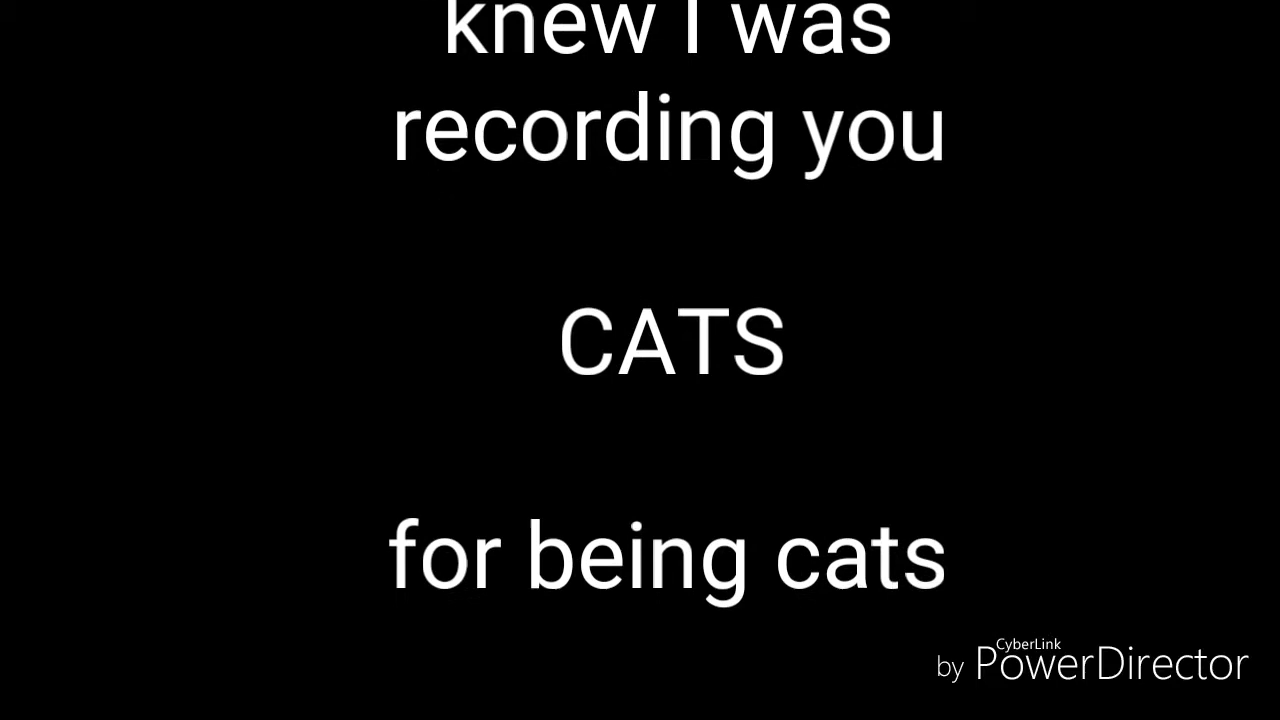 knew I was
recording you
CATS
for being cats
CyberLink
by PowerDirector